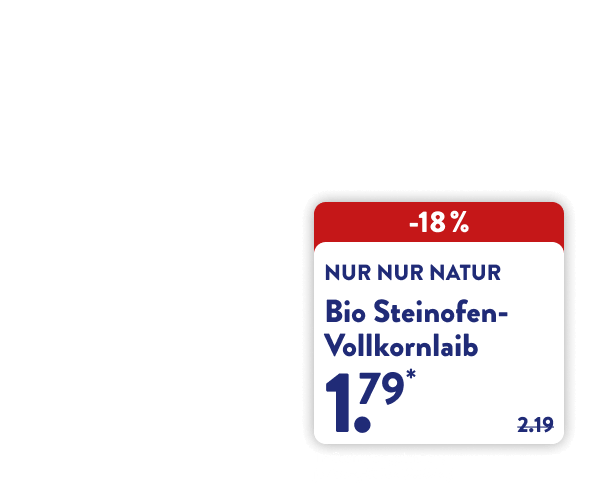 -18 %
NUR NUR NATUR
Bio Steinofen-
Vollkornlaib
1.79*
2.19